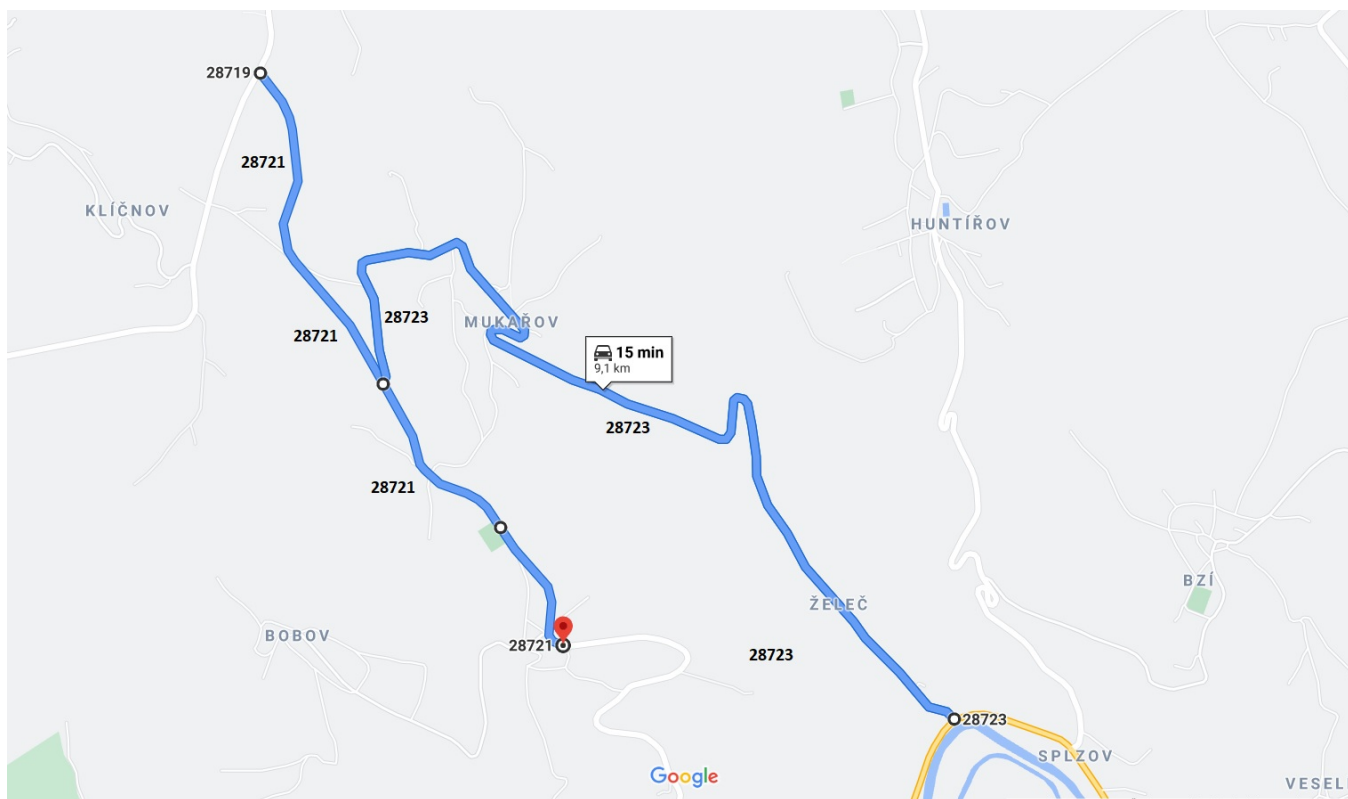 28719
28721
KLÍČNOV
HUNTÍŘOV
28723
MUKAŘOV
28721
15 min
9,1 km
28723
28721
BZÍ
ŽELEČ
BOBOV
28721
28723
28723
SPLZOV
VESEL
Google